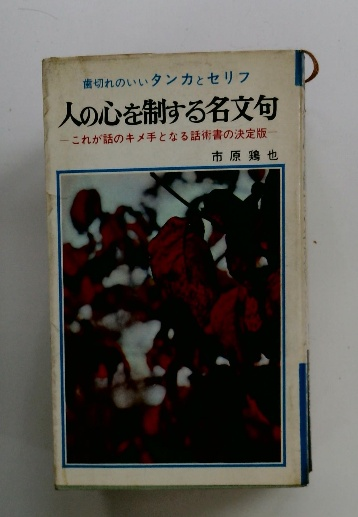 歯切れのいいタンカとセリフ
人の心を制する名文句
―これが話のキメ手となる話術書の決定版―
市原鶏也